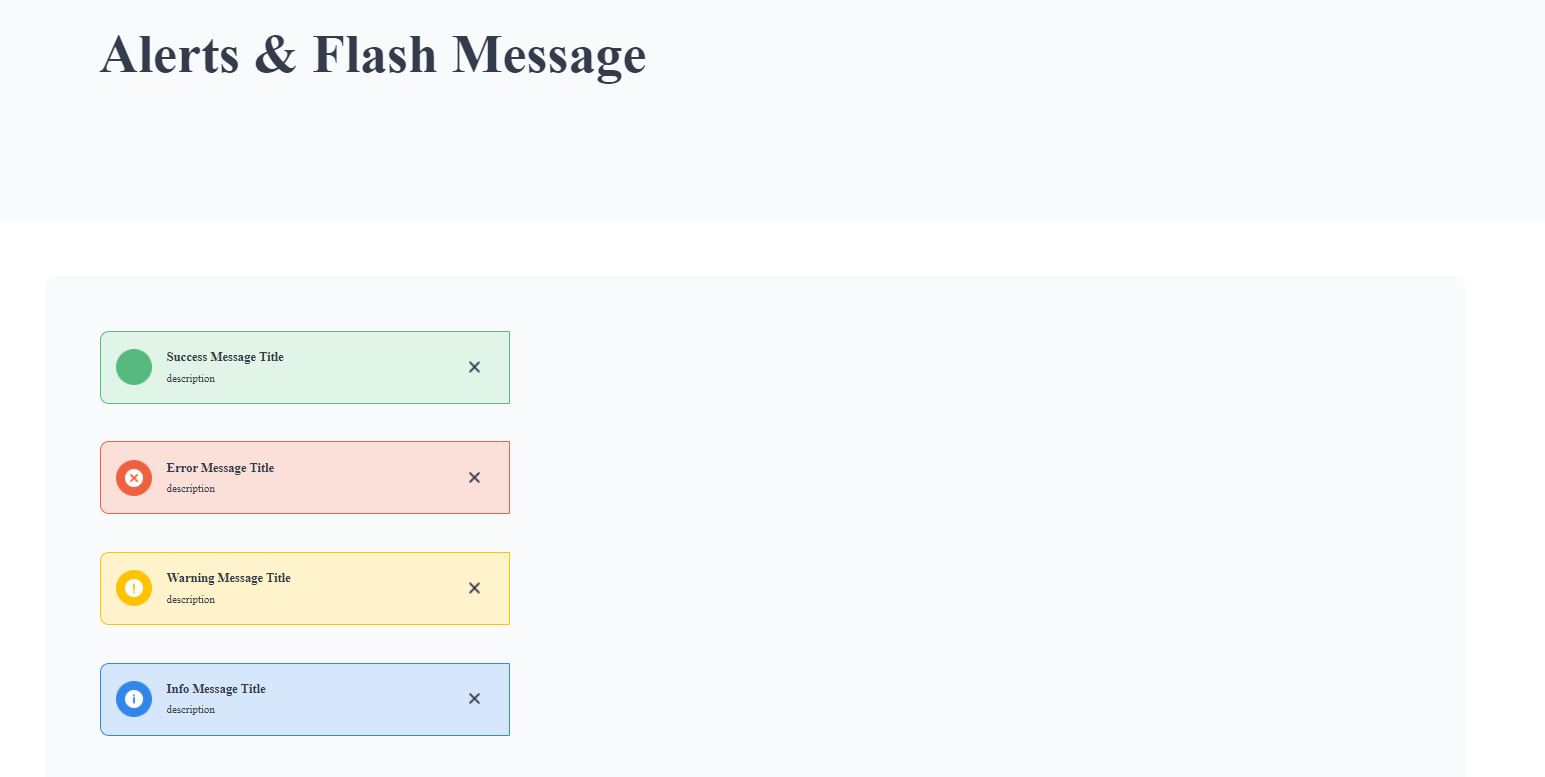 Alerts & Flash Message
Success Message Title
description
Error Message Title
description
Warning Message Title
description
Info Message Title
description